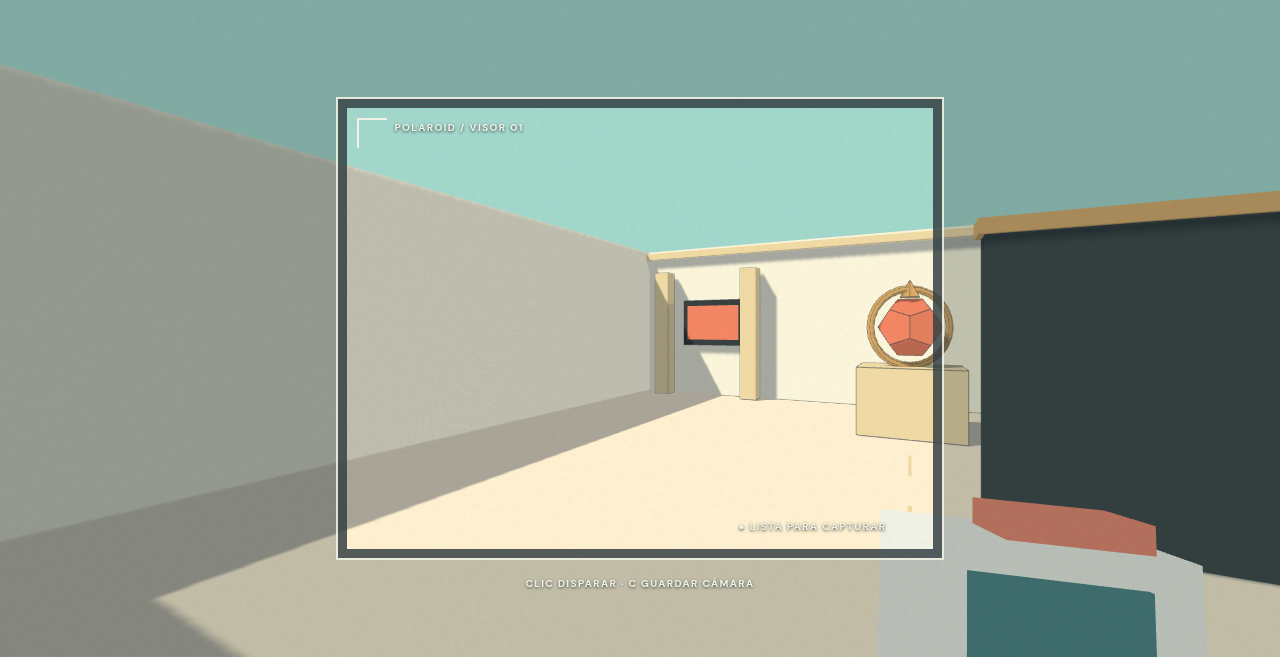 POLAROID / VISOR 01
● LISTA PARA CAPTURAR
CLIC DISPARAR · C GUARDAR CÁMARA